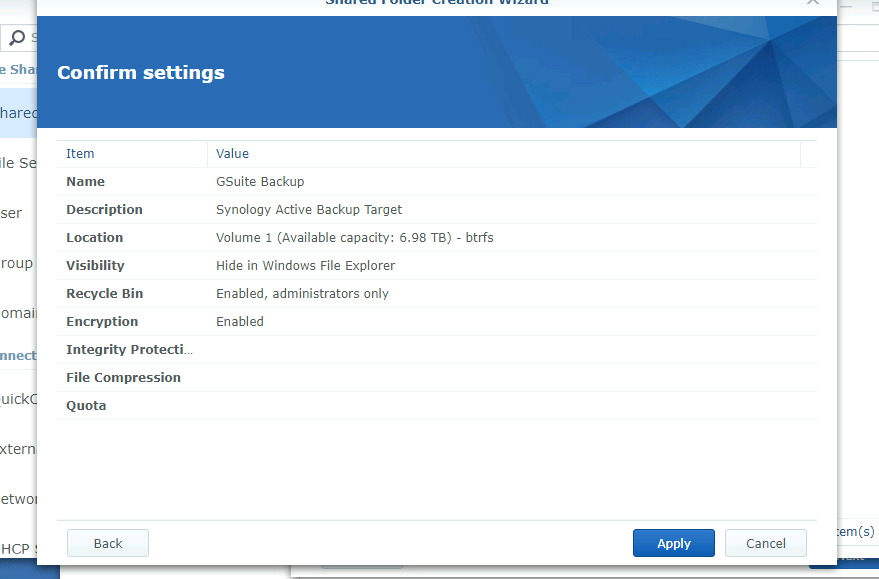 Shared Folder Creation Wizard
Confirm settings
Item Value
Name GSuite Backup
Description Synology Active Backup Target
Location Volume 1 (Available capacity: 6.98 TB) - btrfs
Visibility Hide in Windows File Explorer
Recycle Bin Enabled, administrators only
Encryption Enabled
Integrity Protecti...
File Compression
Quota
Back Apply Cancel
e Shar
hared
ile Se
ser
roup
omai
nnect
uickC
xtern
etwor
HCP S
tem(s)